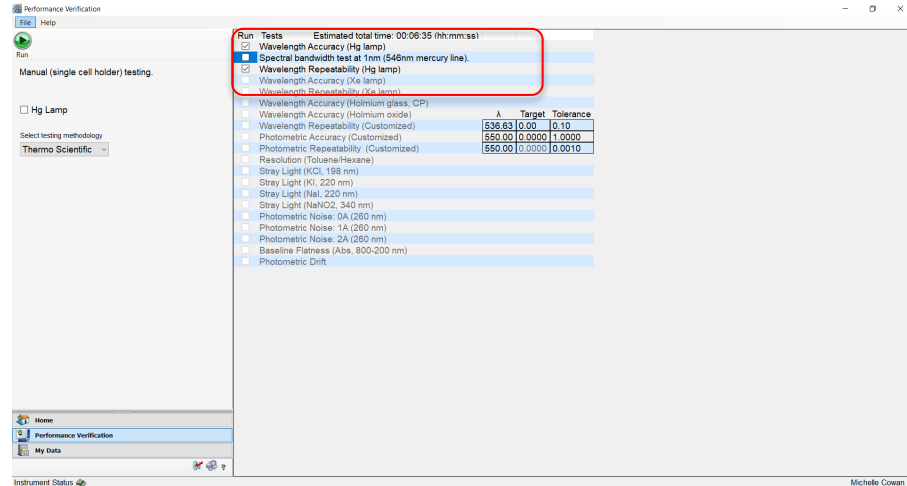 Performance Verification
File Help
Run
Manual (single cell holder) testing.
Hg Lamp
Select testing methodology
Thermo Scientific
Run Tests Estimated total time: 00:06:35 (hh:mm:ss)
Wavelength Accuracy (Hg lamp)
Spectral bandwidth test at 1nm (546nm mercury line).
Wavelength Repeatability (Hg lamp)
Wavelength Accuracy (Xe lamp)
Wavelength Repeatability (Xe lamp)
Wavelength Accuracy (Holmium glass, CP)
Wavelength Accuracy (Holmium oxide) λ Target Tolerance
Wavelength Repeatability (Customized) 536.63 0.00 0.10
Photometric Accuracy (Customized) 550.00 0.0000 1.0000
Photometric Repeatability (Customized) 550.00 0.0000 0.0010
Resolution (Toluene/Hexane)
Stray Light (KCl, 198 nm)
Stray Light (KI, 220 nm)
Stray Light (NaI, 220 nm)
Stray Light (NaNO2, 340 nm)
Photometric Noise: 0A (260 nm)
Photometric Noise: 1A (260 nm)
Photometric Noise: 2A (260 nm)
Baseline Flatness (Abs, 800-200 nm)
Photometric Drift
Home
Performance Verification
My Data
Instrument Status
Michelle Cowan